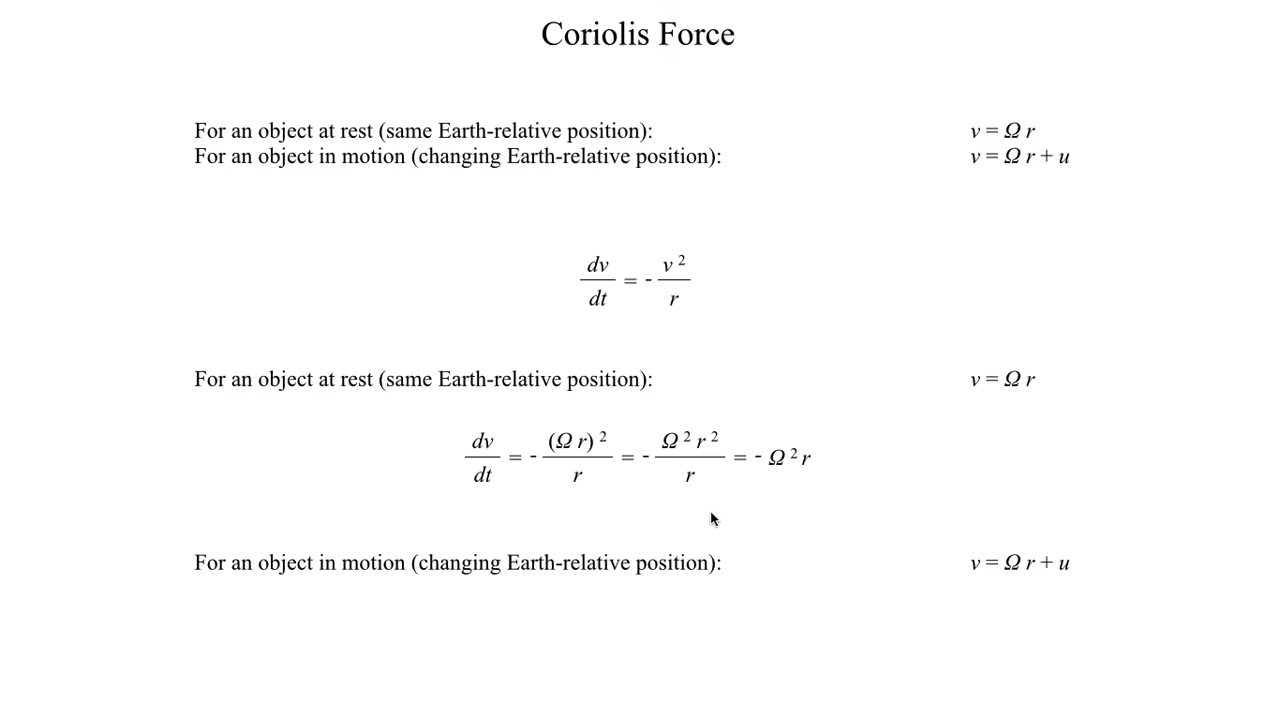 Coriolis Force
For an object at rest (same Earth-relative position): v = Ω r
For an object in motion (changing Earth-relative position): v = Ω r + u
dv/dt = - v²/r
For an object at rest (same Earth-relative position): v = Ω r
dv/dt = - (Ω r)²/r = - Ω² r²/r = - Ω² r
For an object in motion (changing Earth-relative position): v = Ω r + u